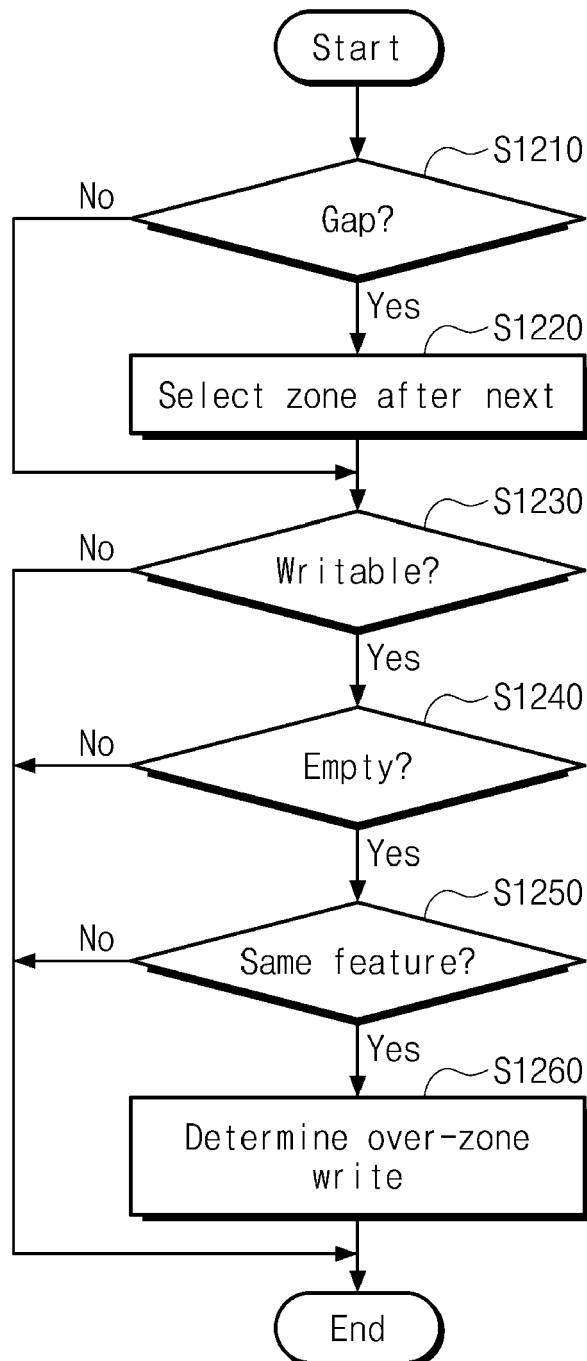 Start
S1210
No
Gap?
Yes
S1220
Select zone after next
S1230
No
Writable?
Yes
S1240
No
Empty?
Yes
S1250
No
Same feature?
Yes
S1260
Determine over-zone
write
End